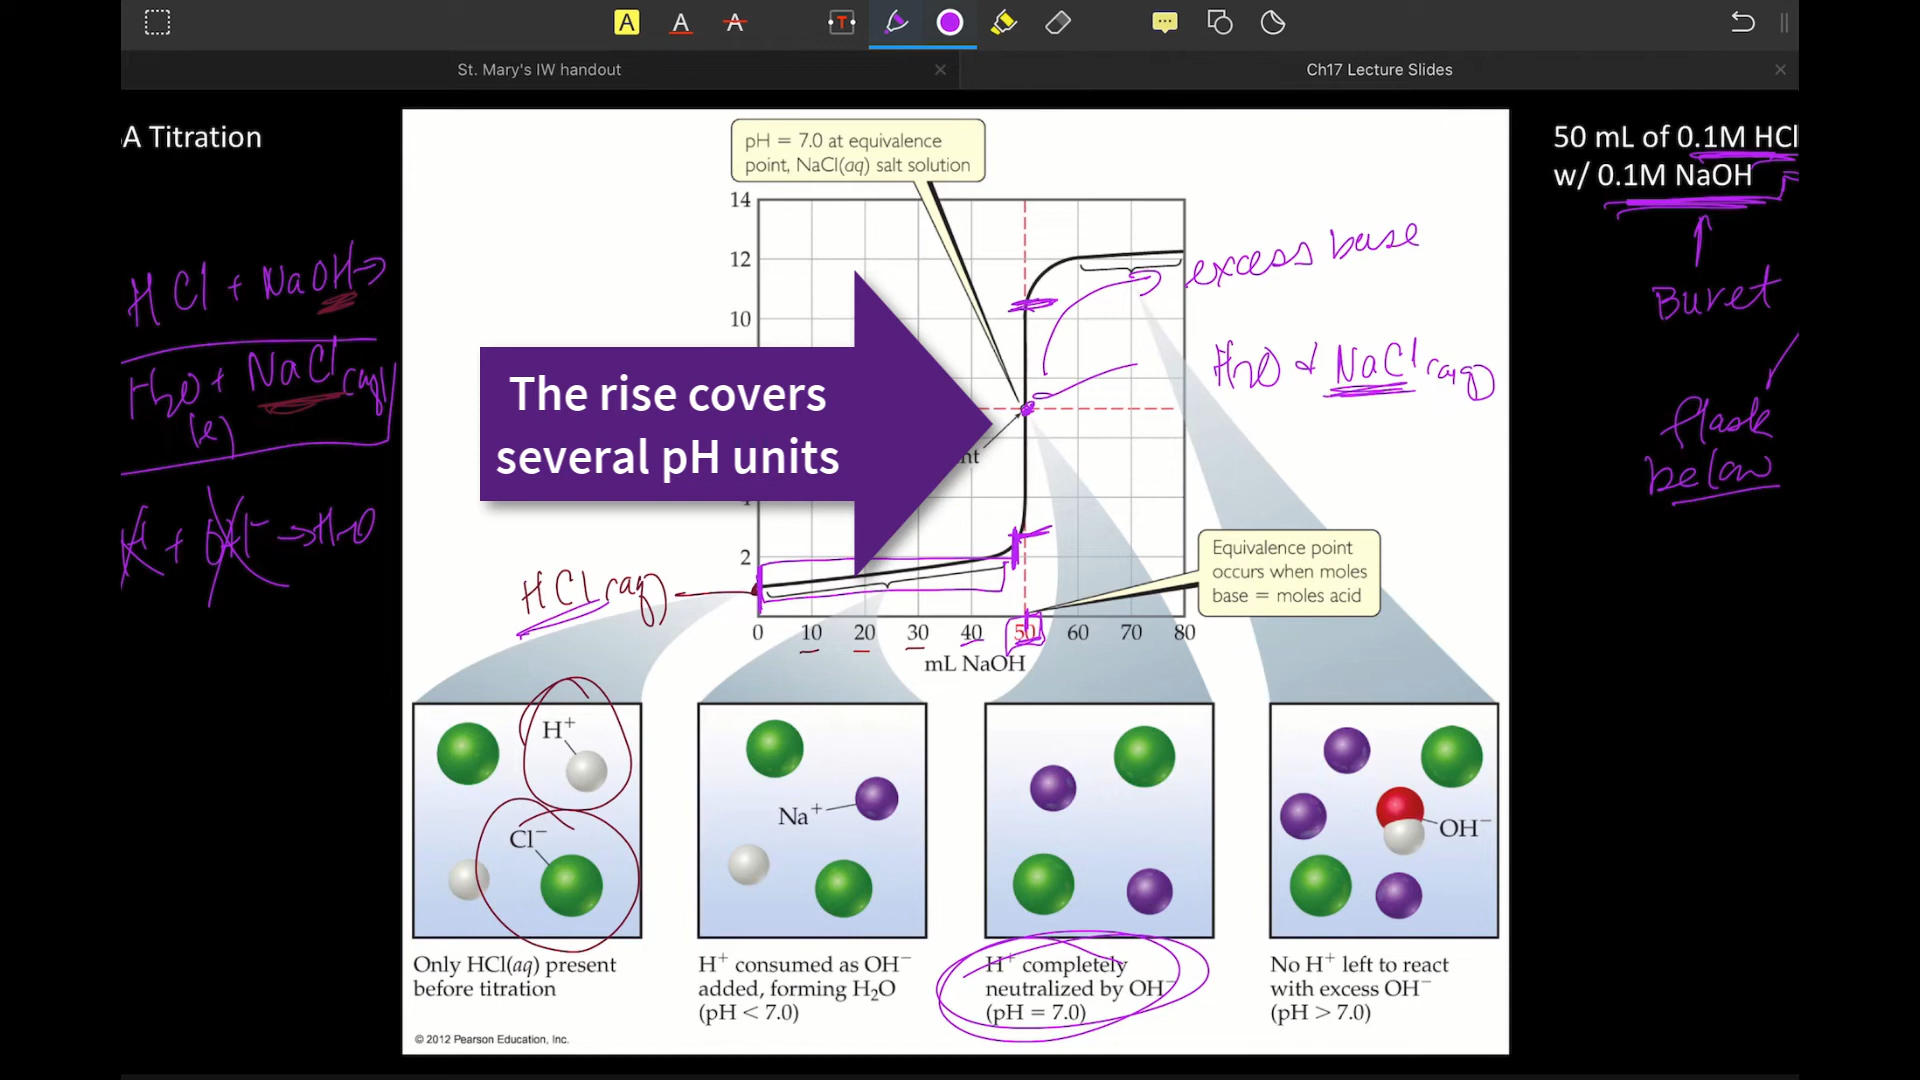 St. Mary's IW handout
Ch17 Lecture Slides
A Titration
50 mL of 0.1M HCl
w/ 0.1M NaOH
Buret
flask
below
HCl + NaOH→
H2O + NaCl (aq)
(l)
H+ + OH- → H2O
pH = 7.0 at equivalence
point, NaCl(aq) salt solution
14
12
10
2
excess base
H2O + NaCl (aq)
The rise covers
several pH units
nt
HCl (aq)
Equivalence point
occurs when moles
base = moles acid
0 10 20 30 40 50 60 70 80
mL NaOH
H+
Cl−
Na+
OH−
Only HCl(aq) present
before titration
H+ consumed as OH−
added, forming H2O
(pH < 7.0)
H+ completely
neutralized by OH−
(pH = 7.0)
No H+ left to react
with excess OH−
(pH > 7.0)
© 2012 Pearson Education, Inc.